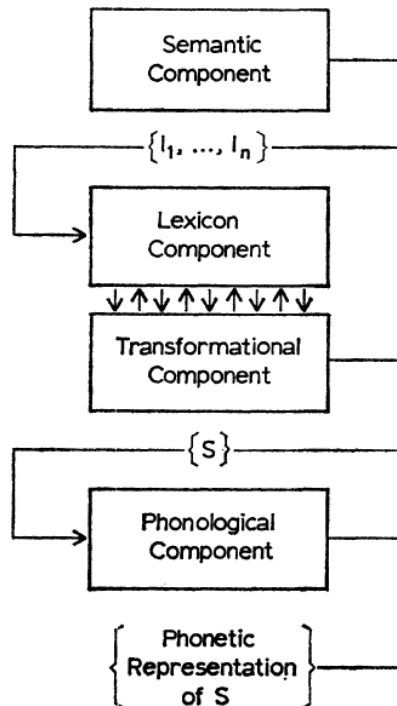 Semantic
Component
{I₁, ..., Iₙ}
Lexicon
Component
Transformational
Component
{S}
Phonological
Component
Phonetic
Representation
of S